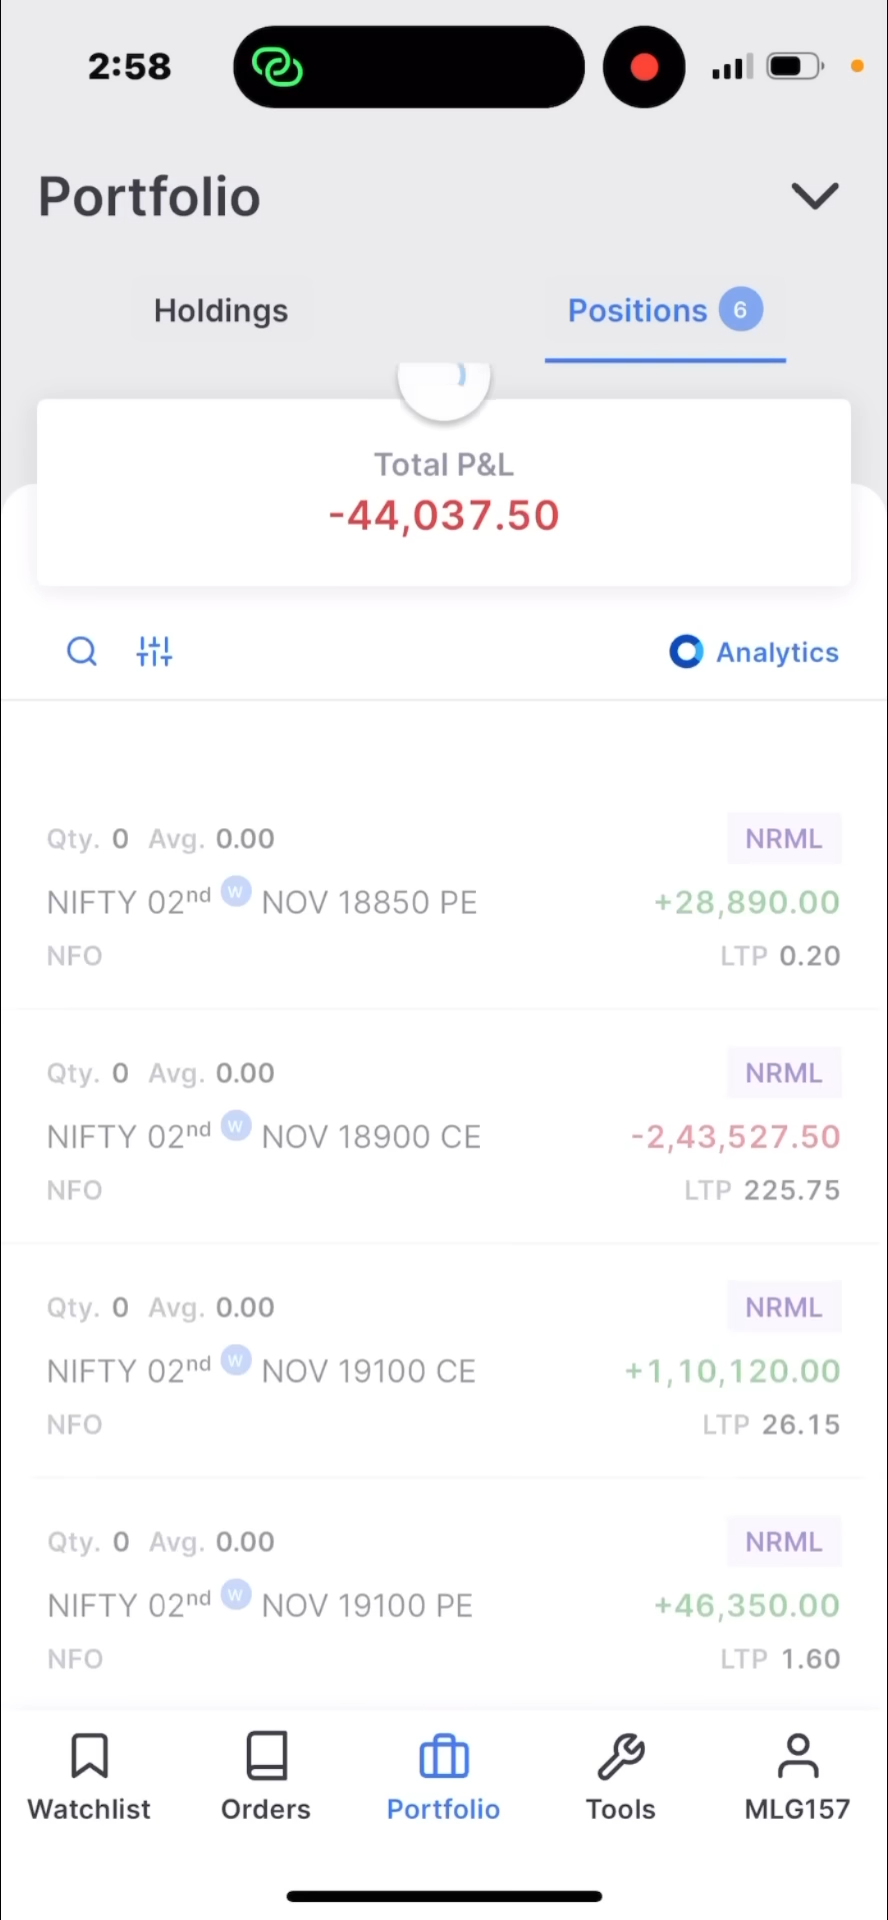 2:58
Portfolio
Holdings Positions 6
Total P&L
-44,037.50
Analytics
Qty. 0 Avg. 0.00 NRML
NIFTY 02nd W NOV 18850 PE +28,890.00
NFO LTP 0.20
Qty. 0 Avg. 0.00 NRML
NIFTY 02nd W NOV 18900 CE -2,43,527.50
NFO LTP 225.75
Qty. 0 Avg. 0.00 NRML
NIFTY 02nd W NOV 19100 CE +1,10,120.00
NFO LTP 26.15
Qty. 0 Avg. 0.00 NRML
NIFTY 02nd W NOV 19100 PE +46,350.00
NFO LTP 1.60
Watchlist Orders Portfolio Tools MLG157